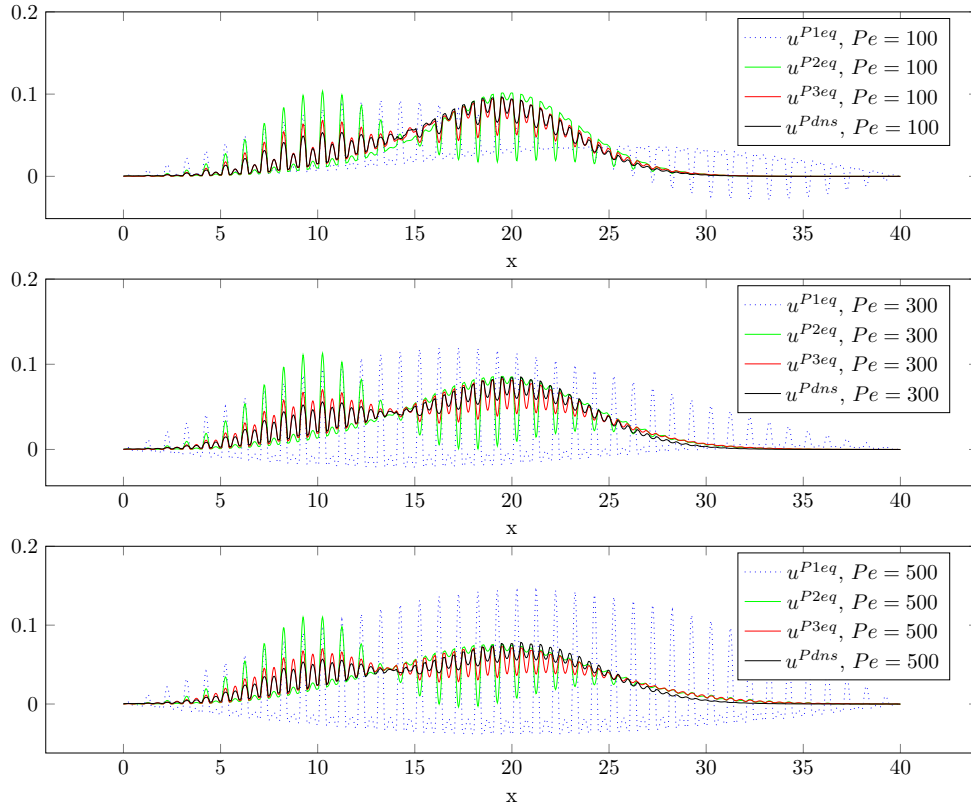 0.2
0.1
0
0 5 10 15 20 25 30 35 40
x
u^{P1eq}, Pe = 100
u^{P2eq}, Pe = 100
u^{P3eq}, Pe = 100
u^{Pdns}, Pe = 100
0.2
0.1
0
0 5 10 15 20 25 30 35 40
x
u^{P1eq}, Pe = 300
u^{P2eq}, Pe = 300
u^{P3eq}, Pe = 300
u^{Pdns}, Pe = 300
0.2
0.1
0
0 5 10 15 20 25 30 35 40
x
u^{P1eq}, Pe = 500
u^{P2eq}, Pe = 500
u^{P3eq}, Pe = 500
u^{Pdns}, Pe = 500